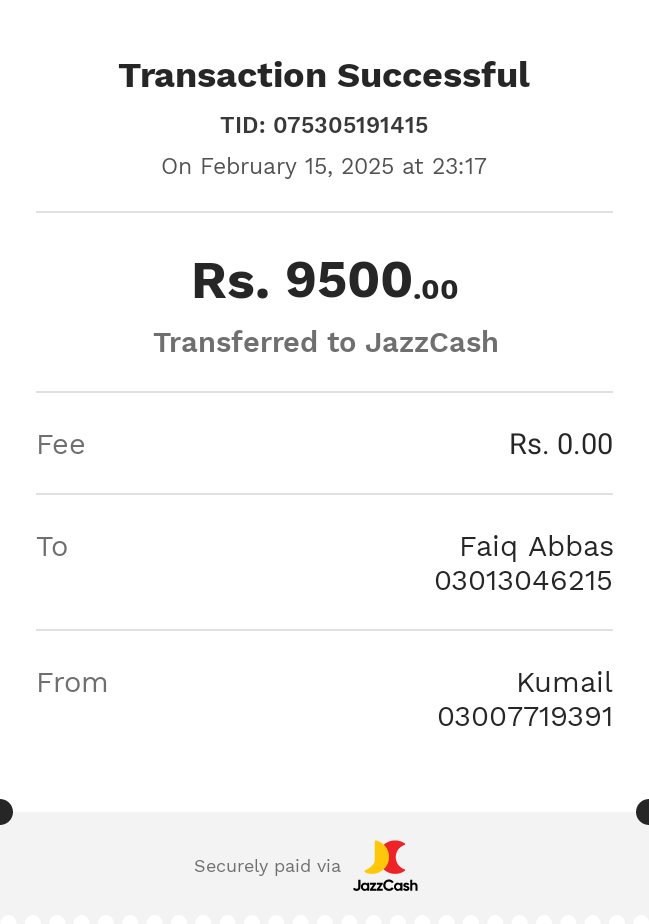 Transaction Successful
TID: 075305191415
On February 15, 2025 at 23:17
Rs. 9500.00
Transferred to JazzCash
Fee
Rs. 0.00
To
Faiq Abbas
03013046215
From
Kumail
03007719391
Securely paid via
JazzCash